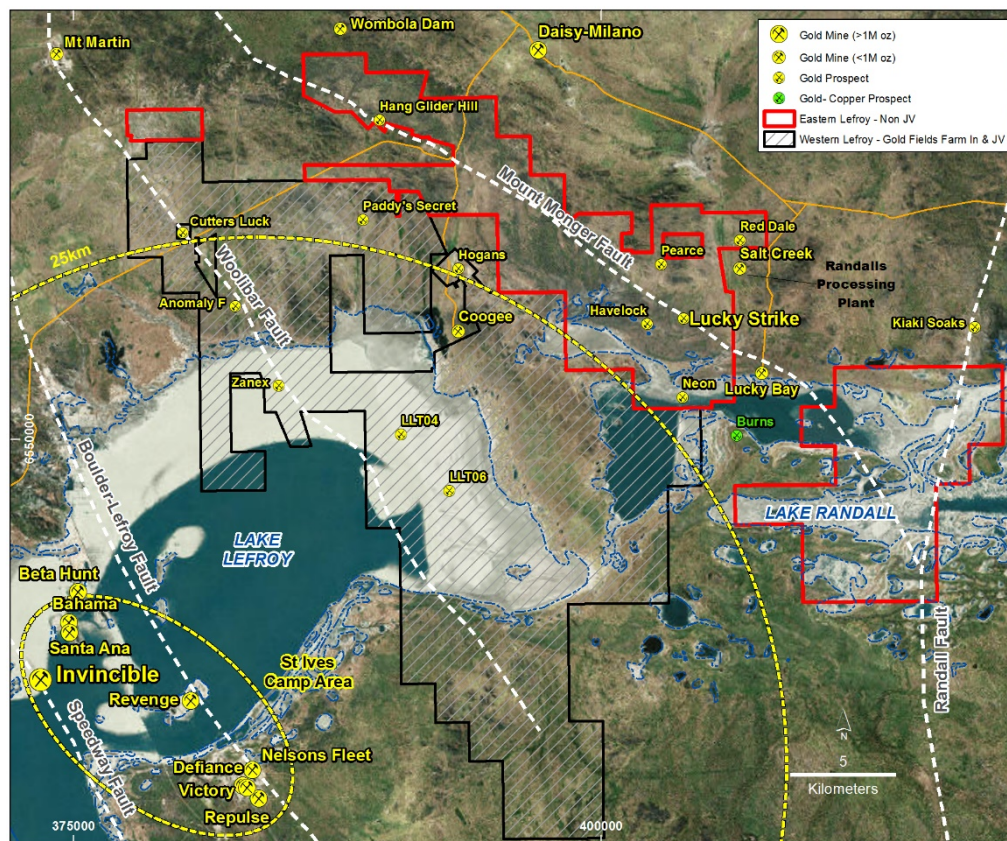 Wombola Dam
Mt Martin
Daisy-Milano
Gold Mine (>1M oz)
Gold Mine (<1M oz)
Gold Prospect
Gold- Copper Prospect
Eastern Lefroy - Non JV
Western Lefroy - Gold Fields Farm In & JV
Hang Glider Hill
Mount Monger Fault
Paddy's Secret
Cutters Luck
25km
Woolibar Fault
Hogans
Pearce
Red Dale
Salt Creek
Randalls
Processing
Plant
Anomaly F
Coogee
Havelock
Lucky Strike
Kiaki Soaks
Zanex
Neon
Lucky Bay
6550000
LLT04
Burns
Boulder-Lefroy Fault
LLT06
LAKE RANDALL
LAKE
LEFROY
Beta Hunt
Bahama
Santa Ana
Invincible
Revenge
St Ives
Camp Area
Randall Fault
Speedway Fault
N
Nelsons Fleet
Defiance
Victory
Repulse
5
Kilometers
375000
400000